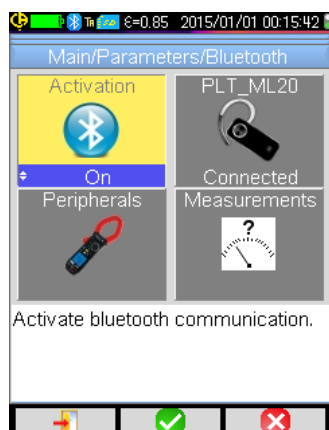 ε=0.85 2015/01/01 00:15:42
Main/Parameters/Bluetooth
Activation
PLT_ML20
On
Connected
Peripherals
Measurements
?
Activate bluetooth communication.